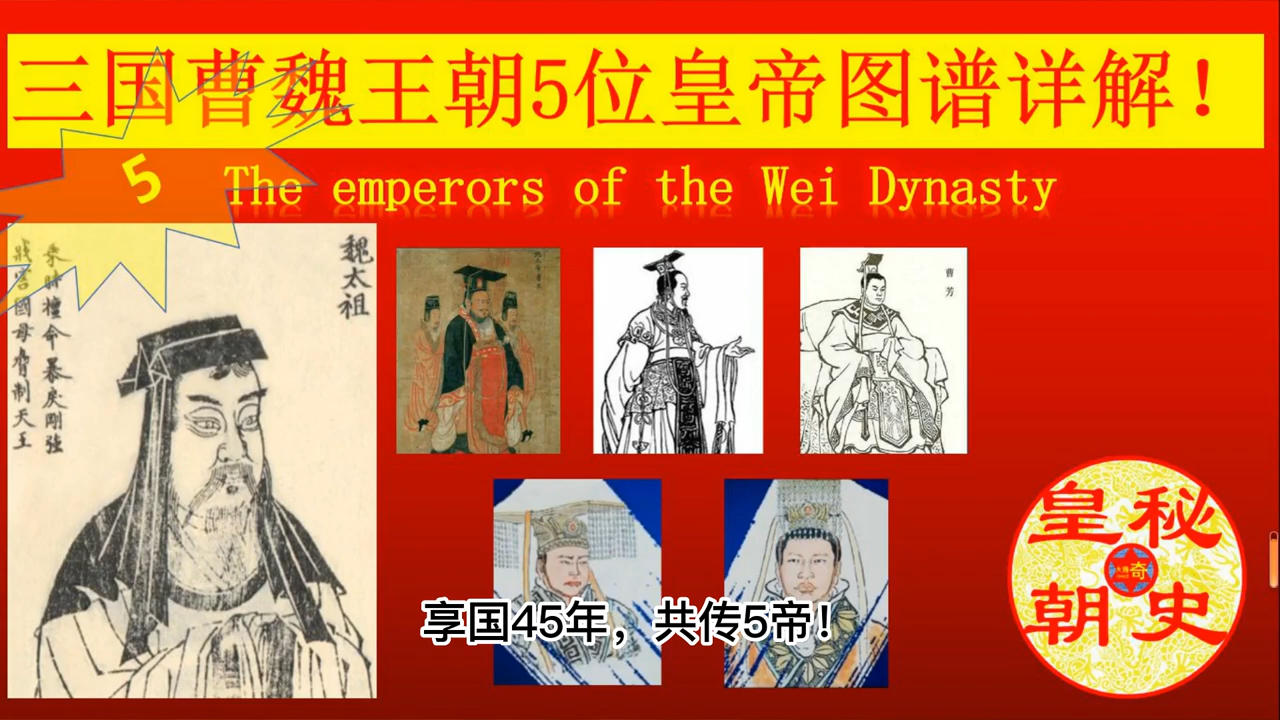 三国曹魏王朝5位皇帝图谱详解！
5
The emperors of the Wei Dynasty
魏太祖
曹芳
享国45年，共传5帝！
皇秘
奇
朝史